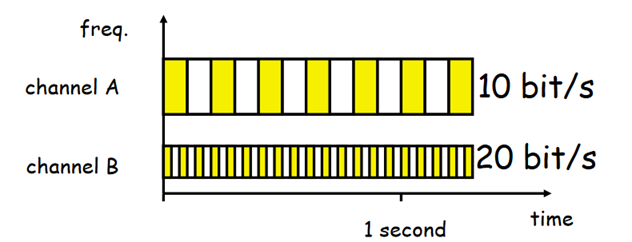 freq.
channel A
10 bit/s
channel B
20 bit/s
1 second
time